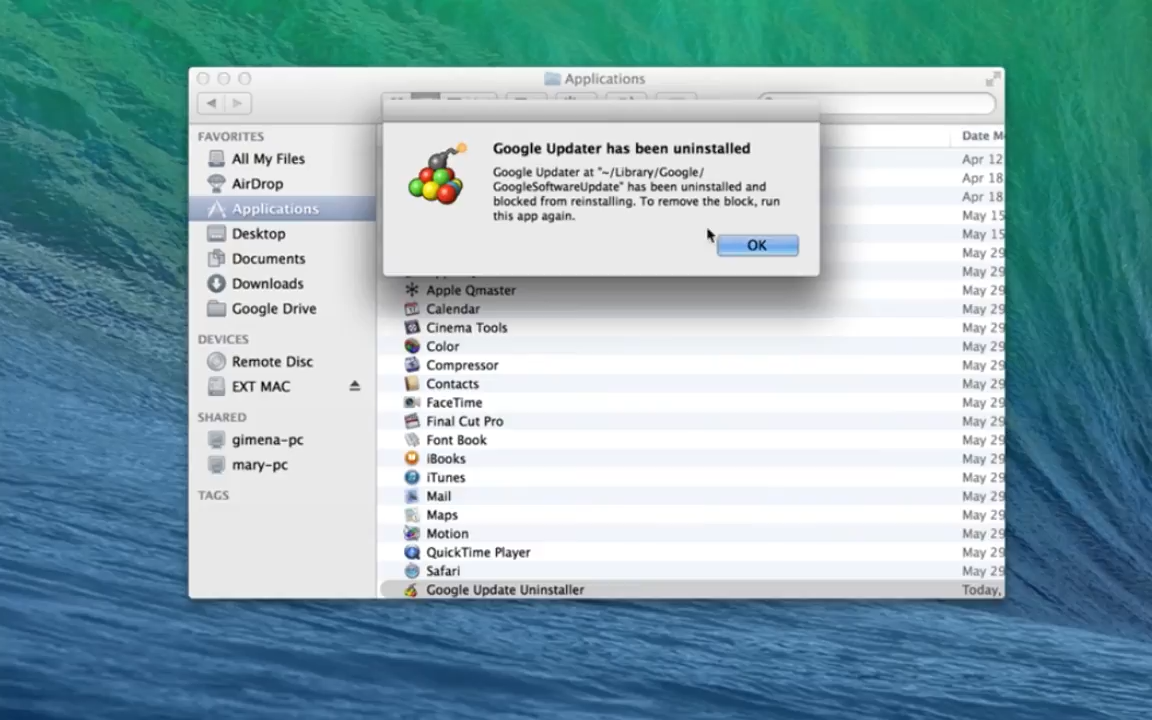 Applications
FAVORITES
All My Files
AirDrop
Applications
Desktop
Documents
Downloads
Google Drive
DEVICES
Remote Disc
EXT MAC
SHARED
gimena-pc
mary-pc
TAGS
Google Updater has been uninstalled
Google Updater at "~/Library/Google/
GoogleSoftwareUpdate" has been uninstalled and
blocked from reinstalling. To remove the block, run
this app again.
OK
Date M
Apr 12
Apr 18
Apr 18
May 15
May 15
May 29
May 29
Apple Qmaster May 29
Calendar May 29
Cinema Tools May 29
Color May 29
Compressor May 29
Contacts May 29
FaceTime May 29
Final Cut Pro May 29
Font Book May 29
iBooks May 29
iTunes May 29
Mail May 29
Maps May 29
Motion May 29
QuickTime Player May 29
Safari May 29
Google Update Uninstaller Today,